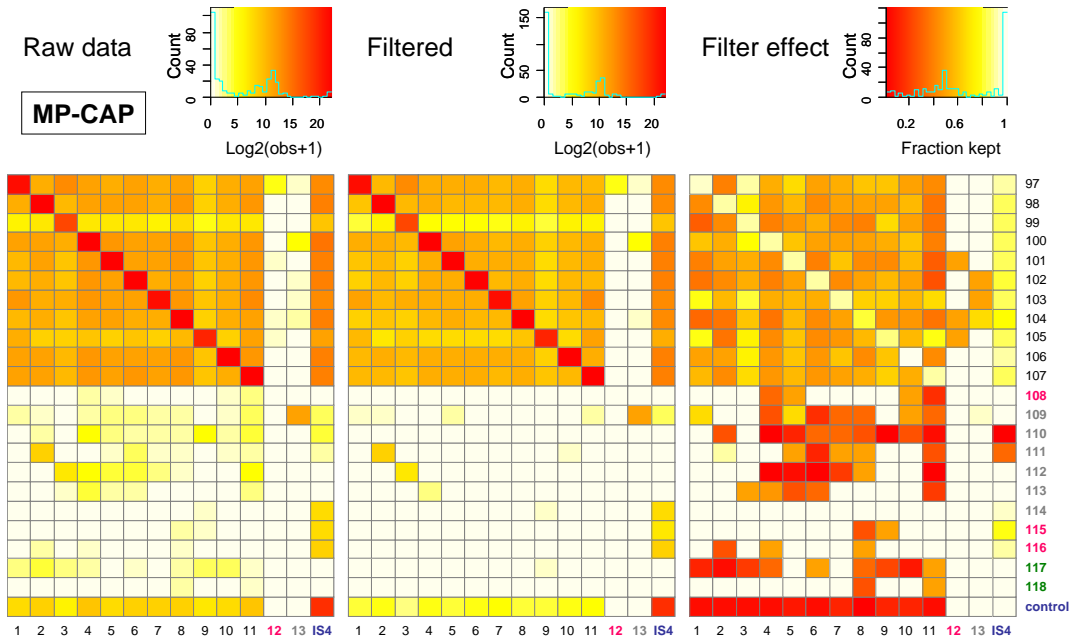 Raw data
MP-CAP
Count
0 40 80
0 5 10 15 20
Log2(obs+1)
Filtered
Count
0 50 150
0 5 10 15 20
Log2(obs+1)
Filter effect
Count
0 40 80
0.2 0.6 1
Fraction kept
97
98
99
100
101
102
103
104
105
106
107
108
109
110
111
112
113
114
115
116
117
118
control
1 2 3 4 5 6 7 8 9 10 11 12 13 IS4
1 2 3 4 5 6 7 8 9 10 11 12 13 IS4
1 2 3 4 5 6 7 8 9 10 11 12 13 IS4